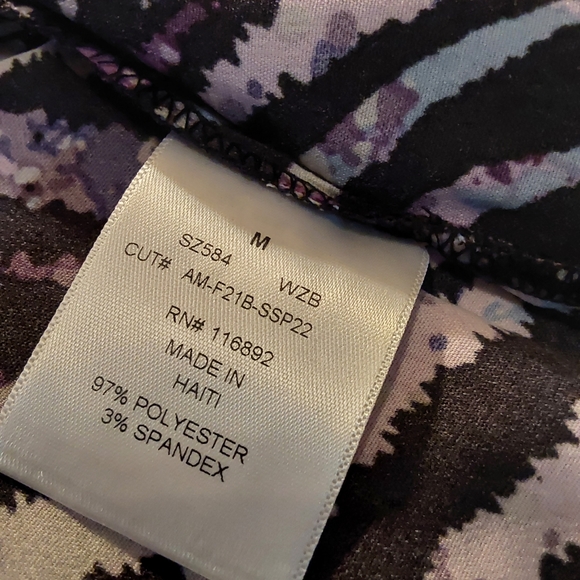 M
SZ584 WZB
CUT# AM-F21B-SSP22
RN# 116892
MADE IN
HAITI
97% POLYESTER
3% SPANDEX